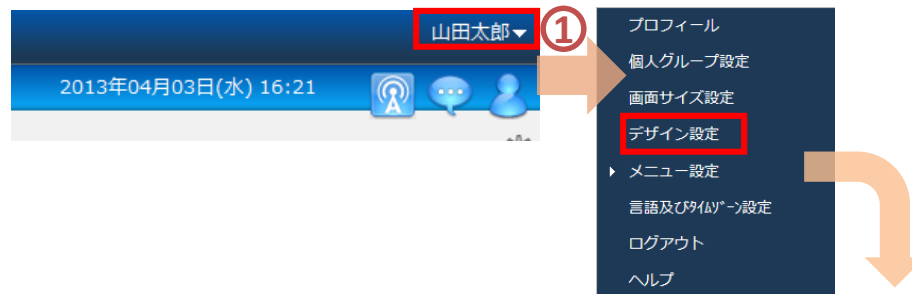 山田太郎▼
①
2013年04月03日(水) 16:21
プロフィール
個人グループ設定
画面サイズ設定
デザイン設定
メニュー設定
言語及びﾀｲﾑｿﾞｰﾝ設定
ログアウト
ヘルプ